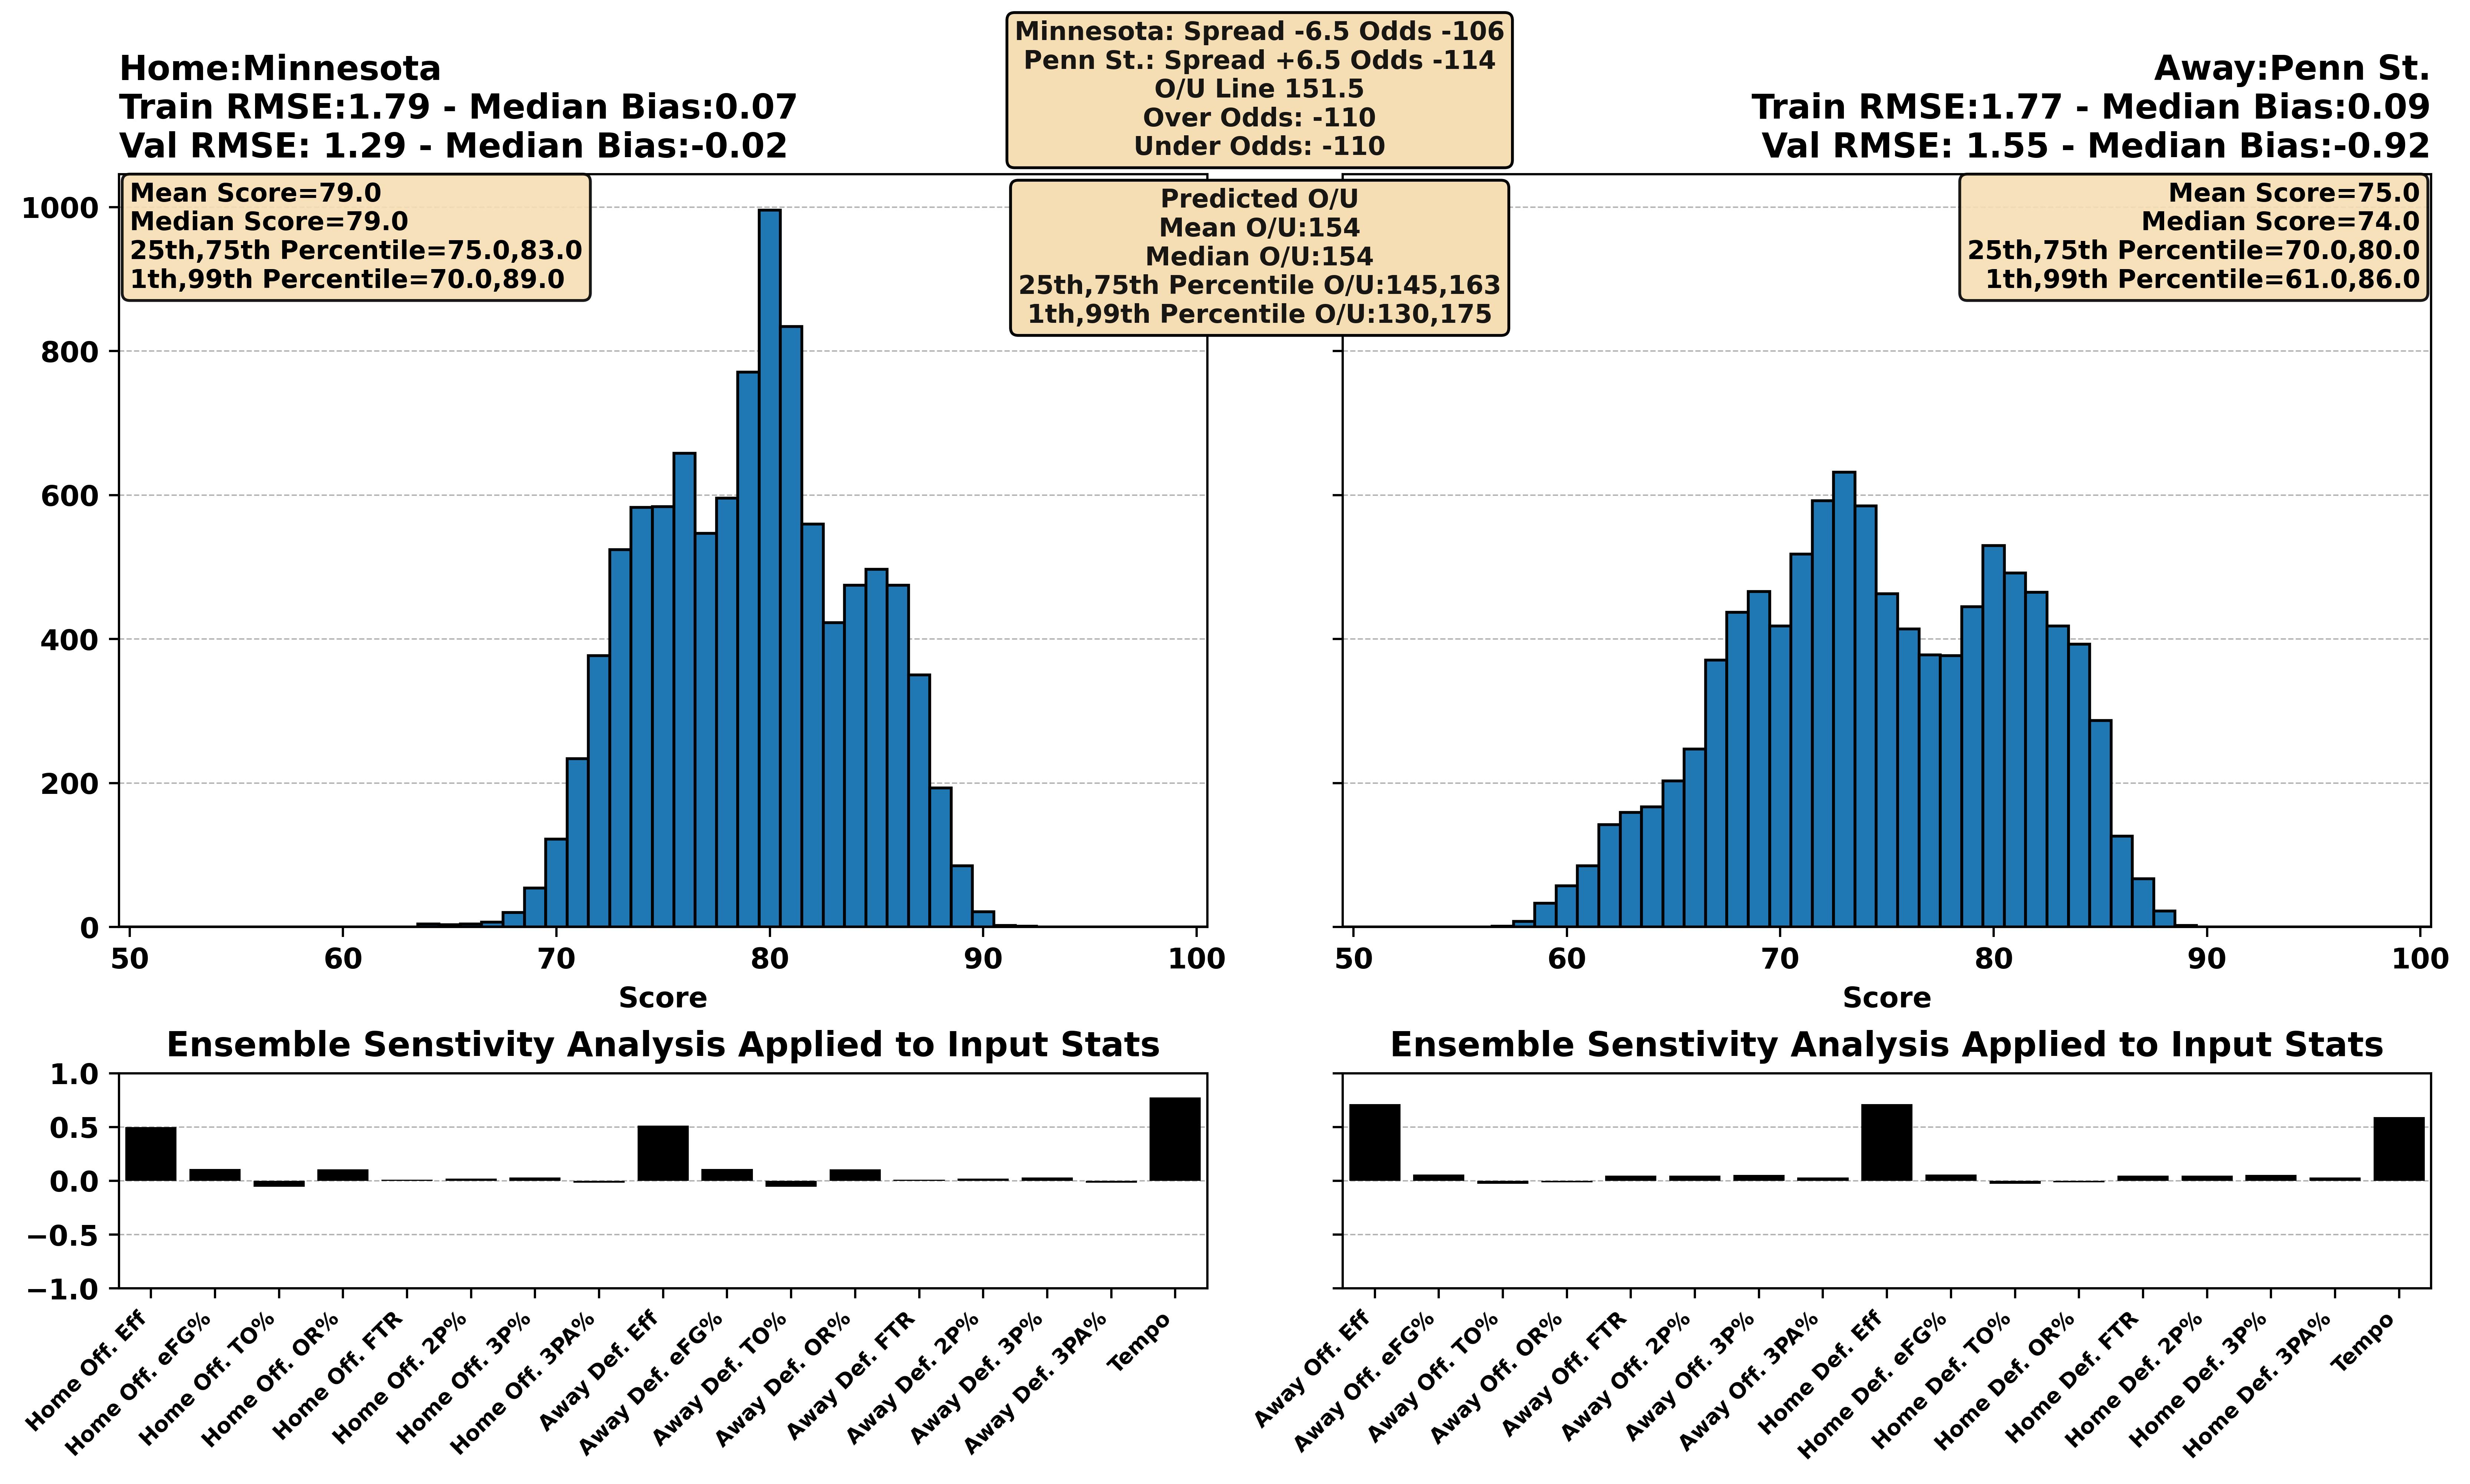 Minnesota: Spread -6.5 Odds -106
Penn St.: Spread +6.5 Odds -114
O/U Line 151.5
Over Odds: -110
Under Odds: -110
Home:Minnesota
Train RMSE:1.79 - Median Bias:0.07
Val RMSE: 1.29 - Median Bias:-0.02
Away:Penn St.
Train RMSE:1.77 - Median Bias:0.09
Val RMSE: 1.55 - Median Bias:-0.92
Mean Score=79.0
Median Score=79.0
25th,75th Percentile=75.0,83.0
1th,99th Percentile=70.0,89.0
Predicted O/U
Mean O/U:154
Median O/U:154
25th,75th Percentile O/U:145,163
1th,99th Percentile O/U:130,175
Mean Score=75.0
Median Score=74.0
25th,75th Percentile=70.0,80.0
1th,99th Percentile=61.0,86.0
1000
800
600
400
200
0
50 60 70 80 90 100
Score
50 60 70 80 90 100
Score
Ensemble Senstivity Analysis Applied to Input Stats
1.0
0.5
0.0
−0.5
−1.0
Home Off. Eff
Home Off. eFG%
Home Off. TO%
Home Off. OR%
Home Off. FTR
Home Off. 2P%
Home Off. 3P%
Home Off. 3PA%
Away Def. Eff
Away Def. eFG%
Away Def. TO%
Away Def. OR%
Away Def. FTR
Away Def. 2P%
Away Def. 3P%
Away Def. 3PA%
Tempo
Ensemble Senstivity Analysis Applied to Input Stats
Away Off. Eff
Away Off. eFG%
Away Off. TO%
Away Off. OR%
Away Off. FTR
Away Off. 2P%
Away Off. 3P%
Away Off. 3PA%
Home Def. Eff
Home Def. eFG%
Home Def. TO%
Home Def. OR%
Home Def. FTR
Home Def. 2P%
Home Def. 3P%
Home Def. 3PA%
Tempo